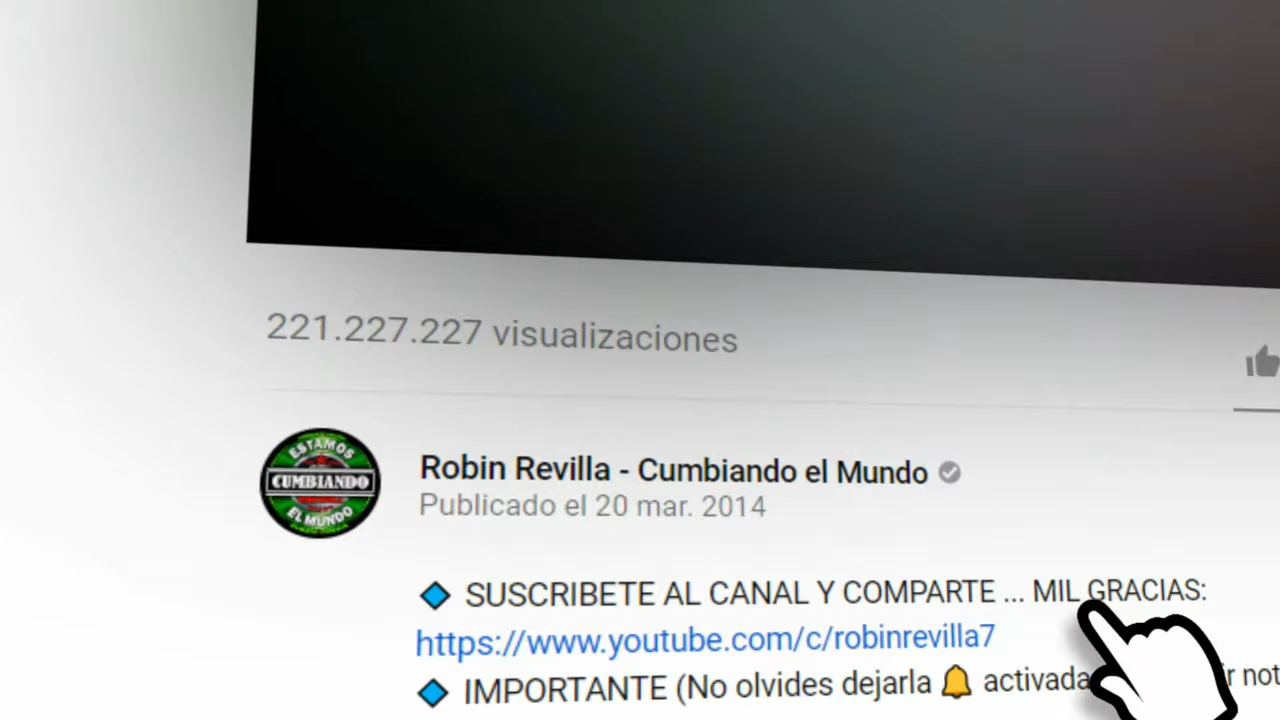 221.227.227 visualizaciones
ESTAMOS
CUMBIANDO
EL MUNDO
Robin Revilla - Cumbiando el Mundo
Publicado el 20 mar. 2014
SUSCRIBETE AL CANAL Y COMPARTE ... MIL GRACIAS:
https://www.youtube.com/c/robinrevilla7
IMPORTANTE (No olvides dejarla 🔔 activada